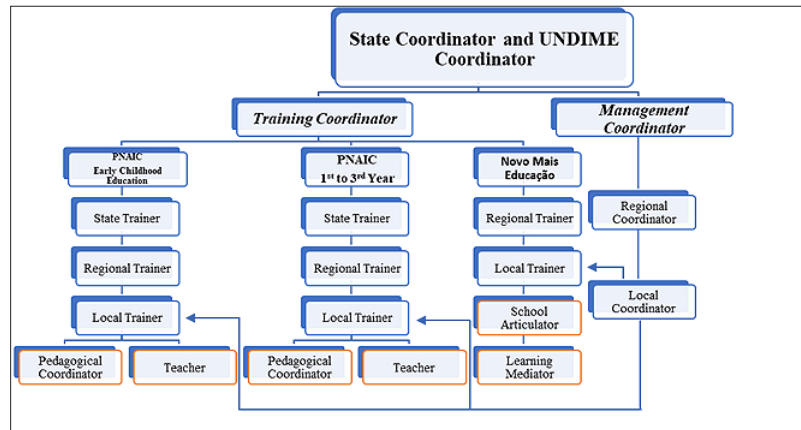 State Coordinator and UNDIME
Coordinator
Training Coordinator
Management
Coordinator
PNAIC
Early Childhood
Education
PNAIC
1st to 3rd Year
Novo Mais
Educação
State Trainer
State Trainer
Regional Trainer
Regional
Coordinator
Regional Trainer
Regional Trainer
Local Trainer
Local Trainer
Local Trainer
School
Articulator
Local
Coordinator
Pedagogical
Coordinator
Teacher
Pedagogical
Coordinator
Teacher
Learning
Mediator